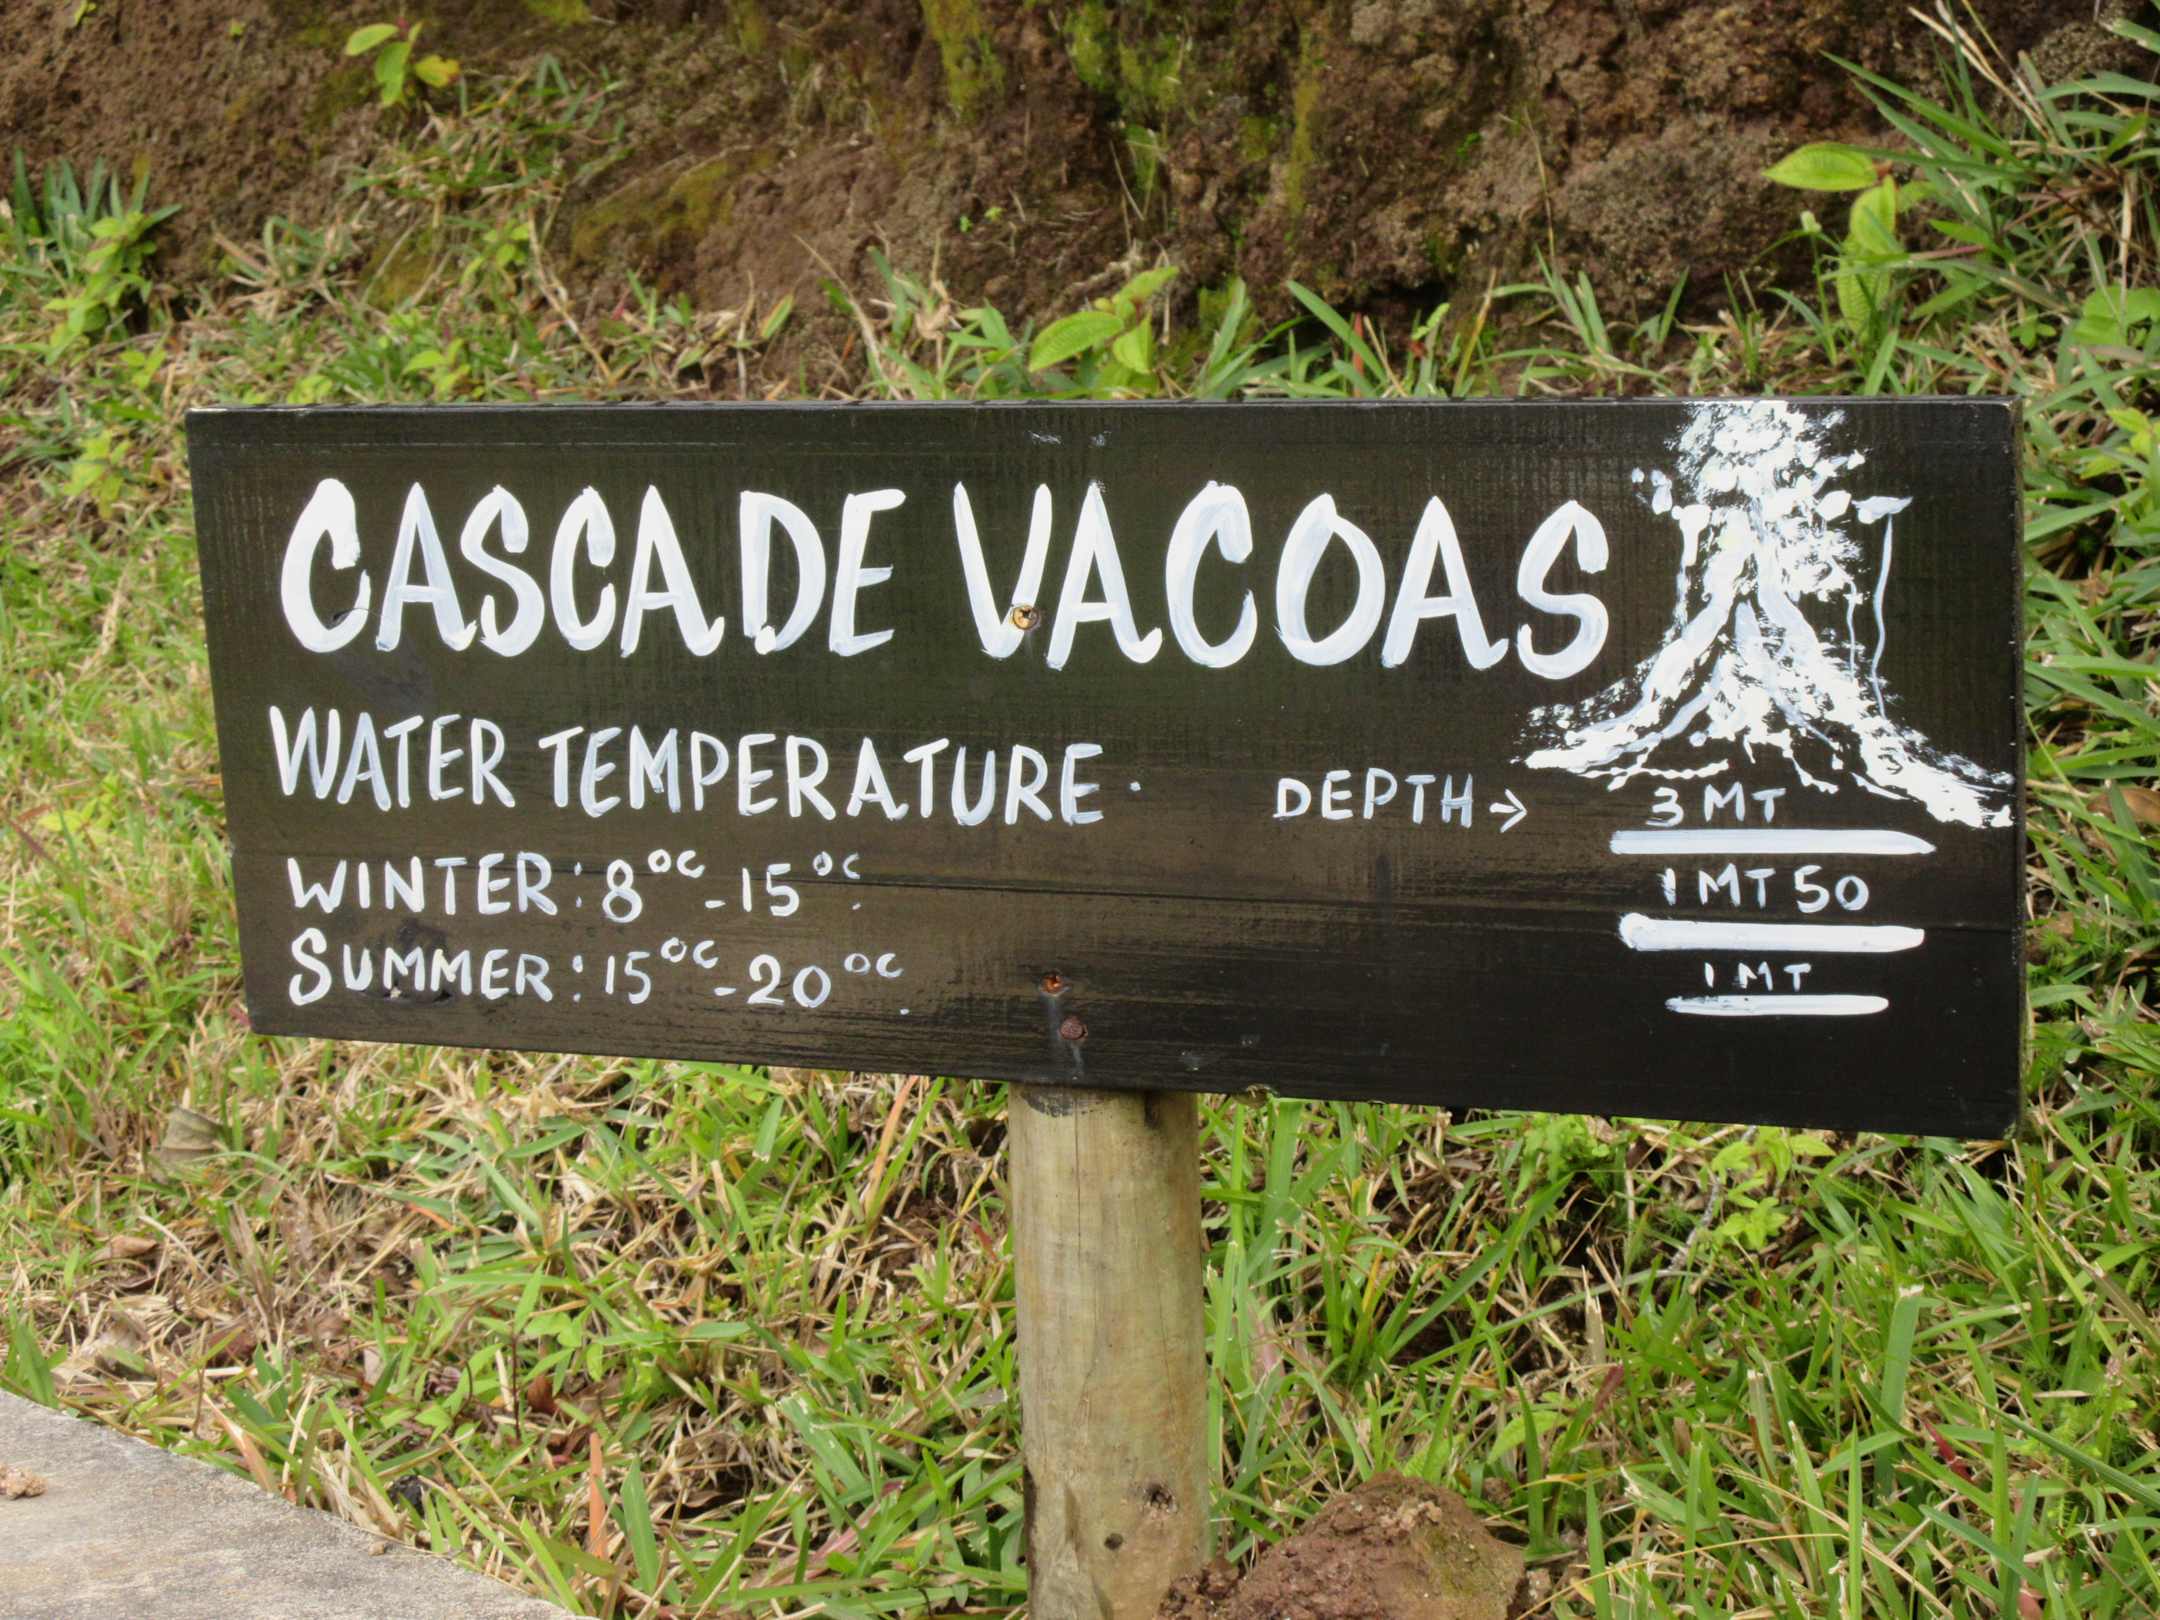 CASCADE VACOAS
WATER TEMPERATURE.
WINTER: 8°C - 15°C.
SUMMER: 15°C - 20°C.
DEPTH → 3 MT
1 MT 50
1 MT